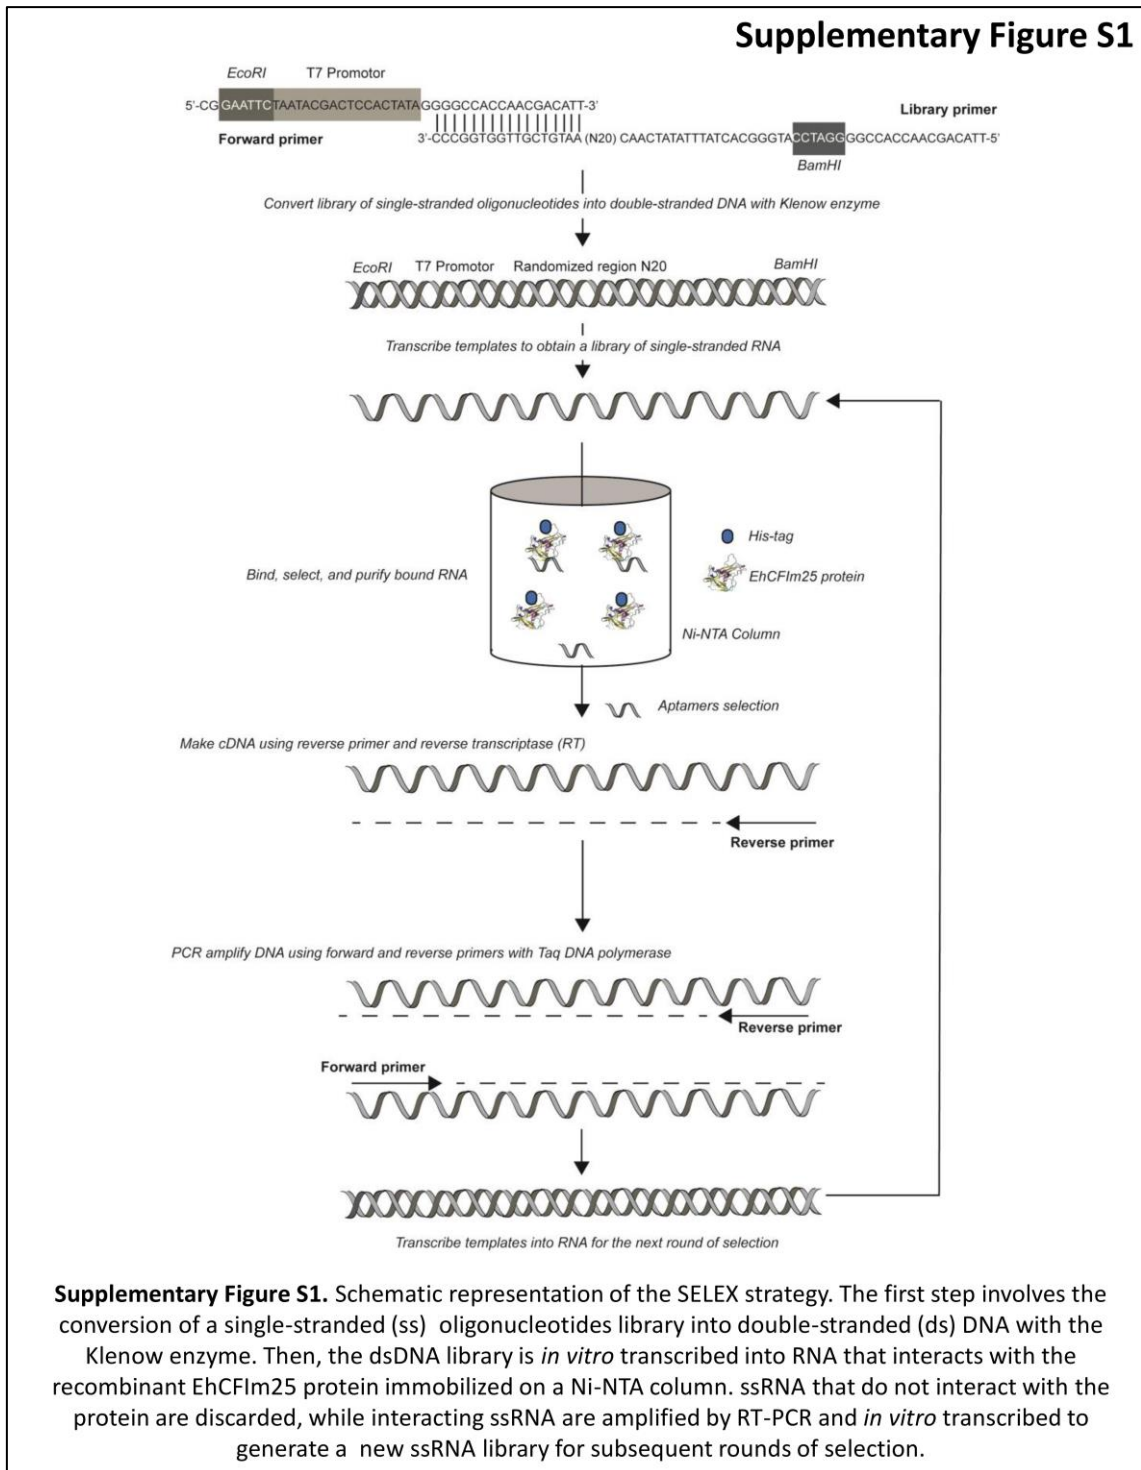 Supplementary Figure S1
EcoRI T7 Promotor
5'-CGGAATTCTAATACGACTCCACTATAGGGGCCACCAACGACATT-3'
Library primer
Forward primer
3'-CCCGGTGGTTGCTGTAA (N20) CAACTATATTTATCACGGGTACCTAGGGGCCACCAACGACATT-5'
BamHI
Convert library of single-stranded oligonucleotides into double-stranded DNA with Klenow enzyme
EcoRI T7 Promotor Randomized region N20 BamHI
Transcribe templates to obtain a library of single-stranded RNA
His-tag
Bind, select, and purify bound RNA
EhCFIm25 protein
Ni-NTA Column
Aptamers selection
Make cDNA using reverse primer and reverse transcriptase (RT)
Reverse primer
PCR amplify DNA using forward and reverse primers with Taq DNA polymerase
Reverse primer
Forward primer
Transcribe templates into RNA for the next round of selection
Supplementary Figure S1. Schematic representation of the SELEX strategy. The first step involves the
conversion of a single-stranded (ss) oligonucleotides library into double-stranded (ds) DNA with the
Klenow enzyme. Then, the dsDNA library is in vitro transcribed into RNA that interacts with the
recombinant EhCFIm25 protein immobilized on a Ni-NTA column. ssRNA that do not interact with the
protein are discarded, while interacting ssRNA are amplified by RT-PCR and in vitro transcribed to
generate a new ssRNA library for subsequent rounds of selection.